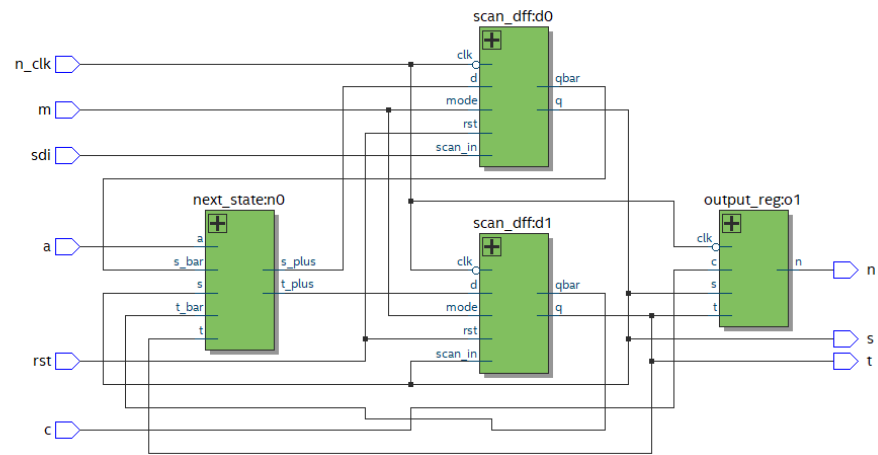 scan_dff:d0
n_clk
clk
d
qbar
m
mode
q
rst
sdi
scan_in
next_state:n0
scan_dff:d1
output_reg:o1
a
a
s_bar
s_plus
s
t_plus
t_bar
t
clk
d
qbar
mode
q
rst
scan_in
clk
c
n
s
t
n
s
t
rst
c